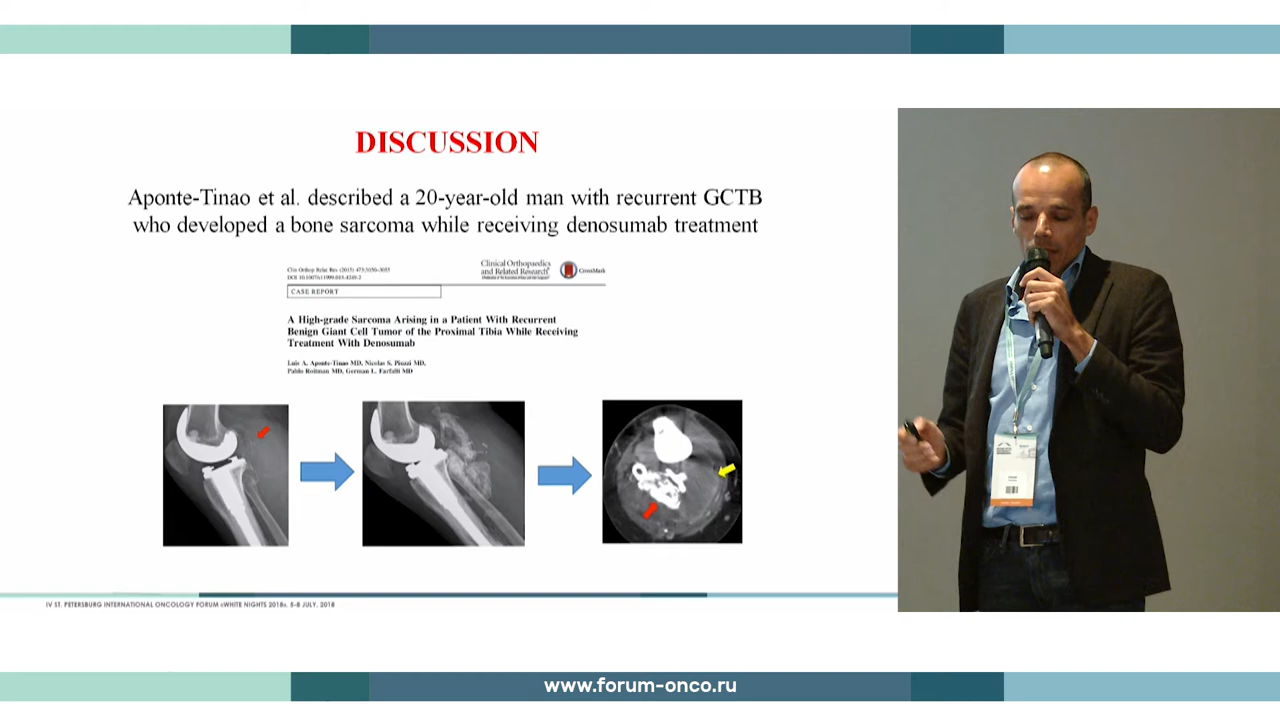 DISCUSSION
Aponte-Tinao et al. described a 20-year-old man with recurrent GCTB
who developed a bone sarcoma while receiving denosumab treatment
Clin Orthop Relat Res (2015) 473:3050–3055
Clinical Orthopaedics
and Related Research®
CrossMark
CASE REPORT
A High-grade Sarcoma Arising in a Patient With Recurrent
Benign Giant Cell Tumor of the Proximal Tibia While Receiving
Treatment With Denosumab
Luis A. Aponte-Tinao MD, Nicolas S. Piuzzi MD,
Pablo Roitman MD, German L. Farfalli MD
IV ST. PETERSBURG INTERNATIONAL ONCOLOGY FORUM «WHITE NIGHTS 2018». 5-8 JULY, 2018
www.forum-onco.ru